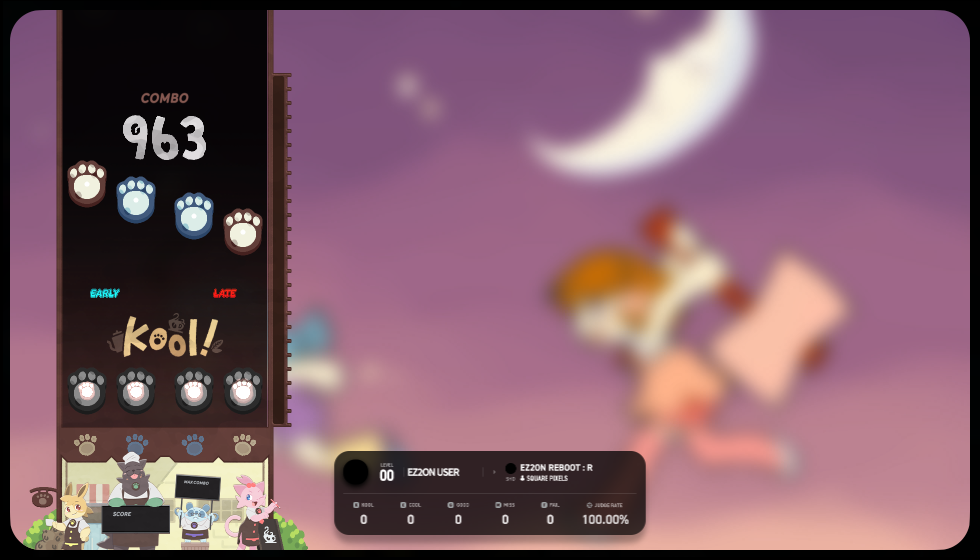 COMBO
963
EARLY LATE
kool!
MAX COMBO
SCORE
LEVEL
00
EZ2ON USER
EZ2ON REBOOT : R
SQUARE PIXELS
KOOL COOL GOOD MISS FAIL JUDGE RATE
0 0 0 0 0 100.00%